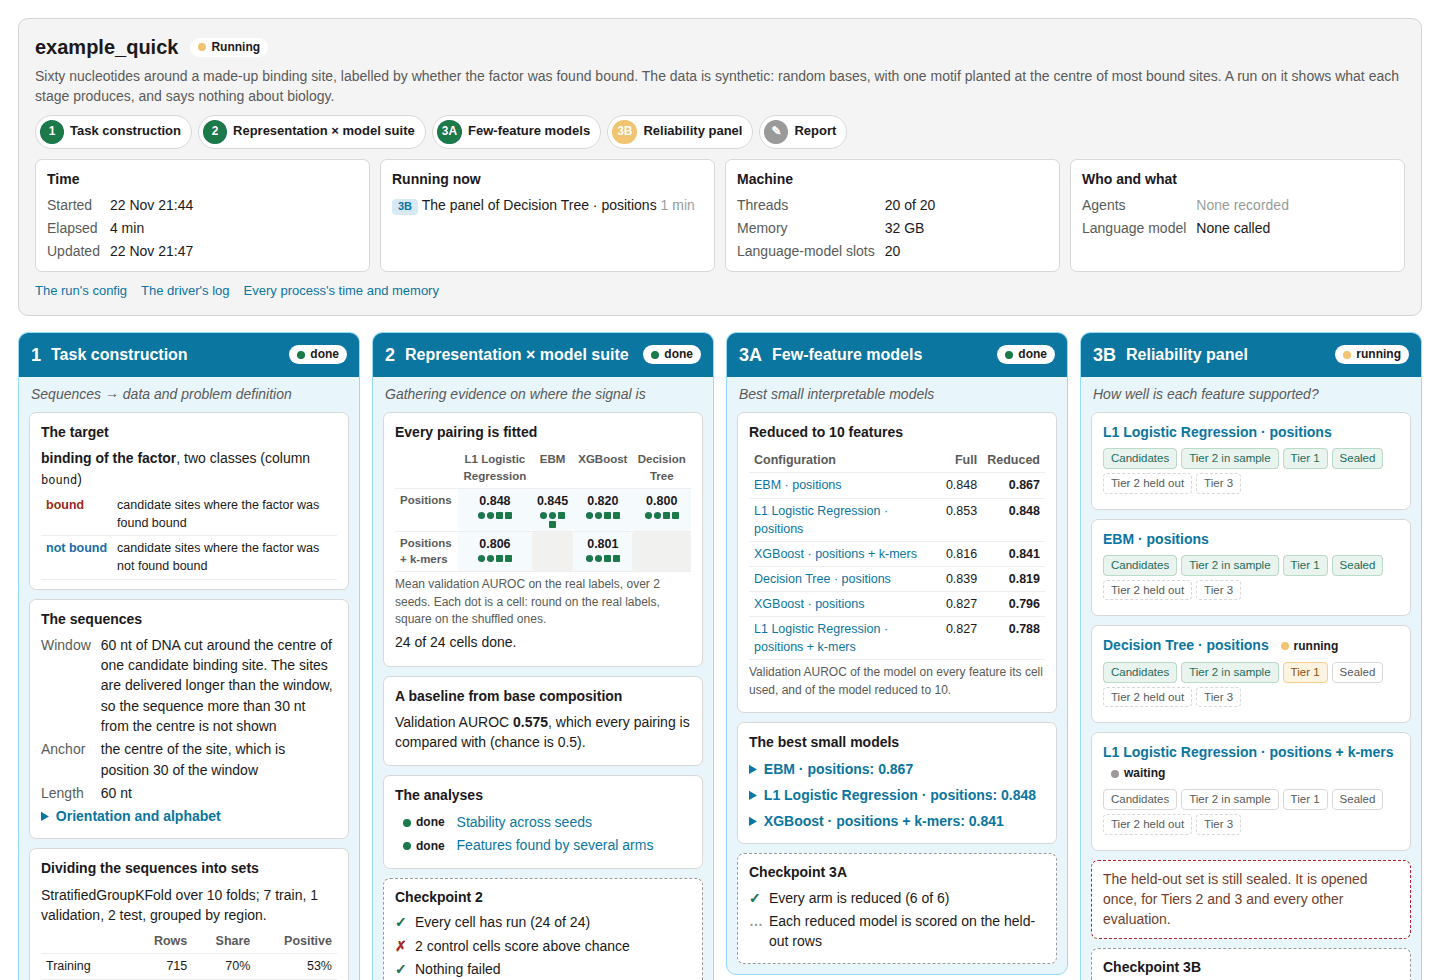 example_quick
Running
Sixty nucleotides around a made-up binding site, labelled by whether the factor was found bound. The data is synthetic: random bases, with one motif planted at the centre of most bound sites. A run on it shows what each
stage produces, and says nothing about biology.
1 Task construction
2 Representation × model suite
3A Few-feature models
3B Reliability panel
✎ Report
Time
Started 22 Nov 21:44
Elapsed 4 min
Updated 22 Nov 21:47
Running now
3B The panel of Decision Tree · positions 1 min
Machine
Threads 20 of 20
Memory 32 GB
Language-model slots 20
Who and what
Agents None recorded
Language model None called
The run's config The driver's log Every process's time and memory
1 Task construction done
Sequences → data and problem definition
The target
binding of the factor, two classes (column
bound)
bound candidate sites where the factor was
found bound
not bound candidate sites where the factor was
not found bound
The sequences
Window 60 nt of DNA cut around the centre of
one candidate binding site. The sites
are delivered longer than the window,
so the sequence more than 30 nt
from the centre is not shown
Anchor the centre of the site, which is
position 30 of the window
Length 60 nt
Orientation and alphabet
Dividing the sequences into sets
StratifiedGroupKFold over 10 folds; 7 train, 1
validation, 2 test, grouped by region.
Rows Share Positive
Training 715 70% 53%
2 Representation × model suite done
Gathering evidence on where the signal is
Every pairing is fitted
L1 Logistic EBM XGBoost Decision
Regression Tree
Positions 0.848 0.845 0.820 0.800
Positions 0.806 0.801
+ k-mers
Mean validation AUROC on the real labels, over 2
seeds. Each dot is a cell: round on the real labels,
square on the shuffled ones.
24 of 24 cells done.
A baseline from base composition
Validation AUROC 0.575, which every pairing is
compared with (chance is 0.5).
The analyses
done Stability across seeds
done Features found by several arms
Checkpoint 2
✓ Every cell has run (24 of 24)
✗ 2 control cells score above chance
✓ Nothing failed
3A Few-feature models done
Best small interpretable models
Reduced to 10 features
Configuration Full Reduced
EBM · positions 0.848 0.867
L1 Logistic Regression · 0.853 0.848
positions
XGBoost · positions + k-mers 0.816 0.841
Decision Tree · positions 0.839 0.819
XGBoost · positions 0.827 0.796
L1 Logistic Regression · 0.827 0.788
positions + k-mers
Validation AUROC of the model on every feature its cell
used, and of the model reduced to 10.
The best small models
EBM · positions: 0.867
L1 Logistic Regression · positions: 0.848
XGBoost · positions + k-mers: 0.841
Checkpoint 3A
✓ Every arm is reduced (6 of 6)
… Each reduced model is scored on the held-
out rows
3B Reliability panel running
How well is each feature supported?
L1 Logistic Regression · positions
Candidates Tier 2 in sample Tier 1 Sealed
Tier 2 held out Tier 3
EBM · positions
Candidates Tier 2 in sample Tier 1 Sealed
Tier 2 held out Tier 3
Decision Tree · positions running
Candidates Tier 2 in sample Tier 1 Sealed
Tier 2 held out Tier 3
L1 Logistic Regression · positions + k-mers
waiting
Candidates Tier 2 in sample Tier 1 Sealed
Tier 2 held out Tier 3
The held-out set is still sealed. It is opened
once, for Tiers 2 and 3 and every other
evaluation.
Checkpoint 3B